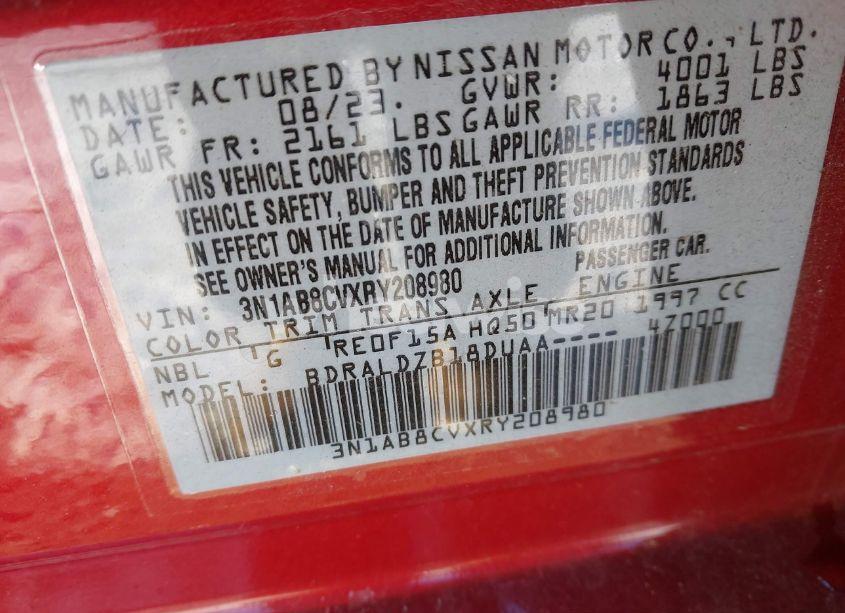 MANUFACTURED BY NISSAN MOTOR CO., LTD.
DATE: 08/23. GVWR: 4001 LBS
GAWR FR: 2161 LBS GAWR RR: 1863 LBS
THIS VEHICLE CONFORMS TO ALL APPLICABLE FEDERAL MOTOR
VEHICLE SAFETY, BUMPER AND THEFT PREVENTION STANDARDS
IN EFFECT ON THE DATE OF MANUFACTURE SHOWN ABOVE.
SEE OWNER'S MANUAL FOR ADDITIONAL INFORMATION.
VIN: 3N1AB8CVXRY208980 PASSENGER CAR.
COLOR TRIM TRANS AXLE ENGINE
NBL G RE0F15A HQ50 MR20 1997 CC
MODEL: BDRALDZB18DUAA---- 47000
3N1AB8CVXRY208980